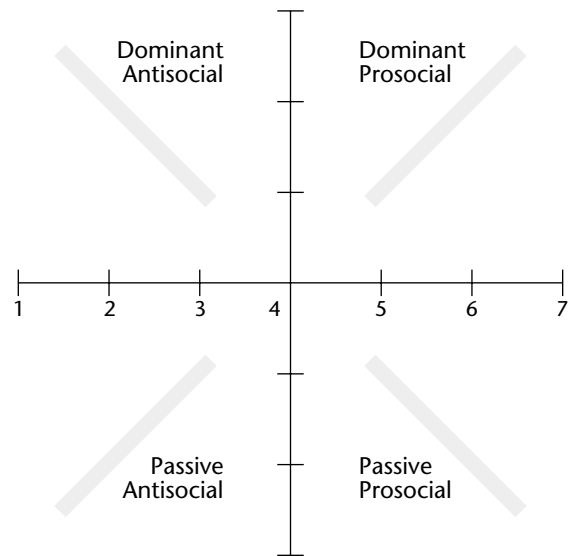 Dominant Antisocial
Dominant Prosocial
1 2 3 4 5 6 7
Passive Antisocial
Passive Prosocial